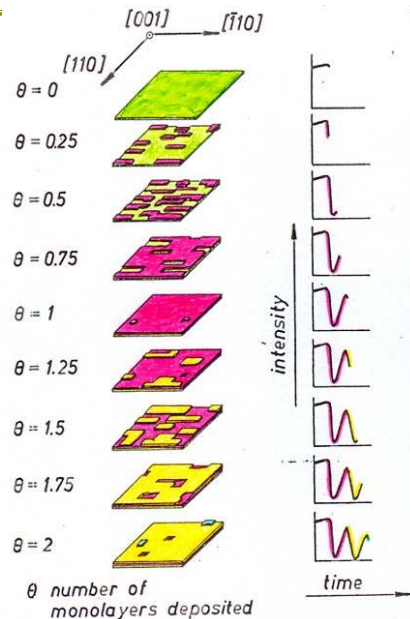 [001]
[1̄10]
[110]
θ = 0
θ = 0.25
θ = 0.5
θ = 0.75
θ = 1
θ = 1.25
θ = 1.5
θ = 1.75
θ = 2
intensity
time
θ number of
monolayers deposited